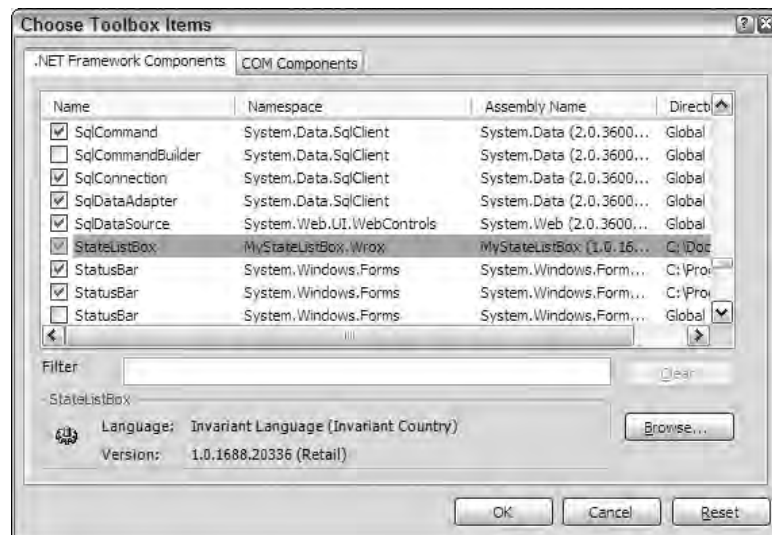 Choose Toolbox Items
.NET Framework Components COM Components
Name Namespace Assembly Name Directo
SqlCommand System.Data.SqlClient System.Data (2.0.3600...  Global
SqlCommandBuilder System.Data.SqlClient System.Data (2.0.3600...  Global
SqlConnection System.Data.SqlClient System.Data (2.0.3600...  Global
SqlDataAdapter System.Data.SqlClient System.Data (2.0.3600...  Global
SqlDataSource System.Web.UI.WebControls System.Web (2.0.3600...  Global
StateListBox MyStateListBox.Wrox MyStateListBox (1.0.16...  C:\Doc
StatusBar System.Windows.Forms System.Windows.Form...  C:\Pro
StatusBar System.Windows.Forms System.Windows.Form...  C:\Pro
StatusBar System.Windows.Forms System.Windows.Form...  Global
Filter Clear
StateListBox
Language: Invariant Language (Invariant Country) Browse...
Version: 1.0.1688.20336 (Retail)
OK Cancel Reset